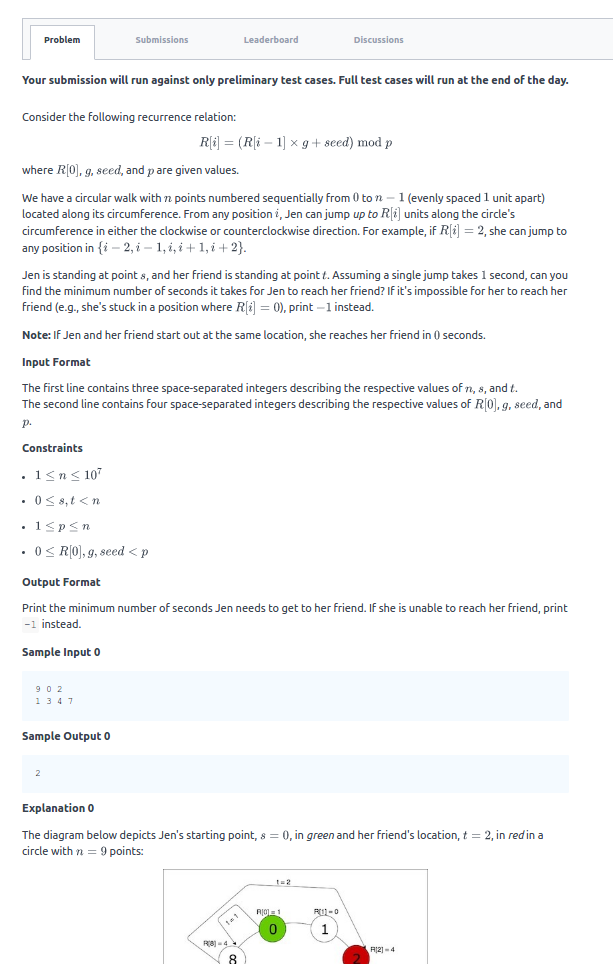 Problem Submissions Leaderboard Discussions
Your submission will run against only preliminary test cases. Full test cases will run at the end of the day.
Consider the following recurrence relation:
R[i] = (R[i − 1] × g + seed) mod p
where R[0], g, seed, and p are given values.
We have a circular walk with n points numbered sequentially from 0 to n − 1 (evenly spaced 1 unit apart)
located along its circumference. From any position i, Jen can jump up to R[i] units along the circle's
circumference in either the clockwise or counterclockwise direction. For example, if R[i] = 2, she can jump to
any position in {i − 2, i − 1, i, i + 1, i + 2}.
Jen is standing at point s, and her friend is standing at point t. Assuming a single jump takes 1 second, can you
find the minimum number of seconds it takes for Jen to reach her friend? If it's impossible for her to reach her
friend (e.g., she's stuck in a position where R[i] = 0), print −1 instead.
Note: If Jen and her friend start out at the same location, she reaches her friend in 0 seconds.
Input Format
The first line contains three space-separated integers describing the respective values of n, s, and t.
The second line contains four space-separated integers describing the respective values of R[0], g, seed, and
p.
Constraints
• 1 ≤ n ≤ 10⁷
• 0 ≤ s, t < n
• 1 ≤ p ≤ n
• 0 ≤ R[0], g, seed < p
Output Format
Print the minimum number of seconds Jen needs to get to her friend. If she is unable to reach her friend, print
-1 instead.
Sample Input 0
9 0 2
1 3 4 7
Sample Output 0
2
Explanation 0
The diagram below depicts Jen's starting point, s = 0, in green and her friend's location, t = 2, in red in a
circle with n = 9 points:
t = 2
t = 1
R[0] = 1
R[1] = 0
0
1
R[8] = 4
R[2] = 4
8
2